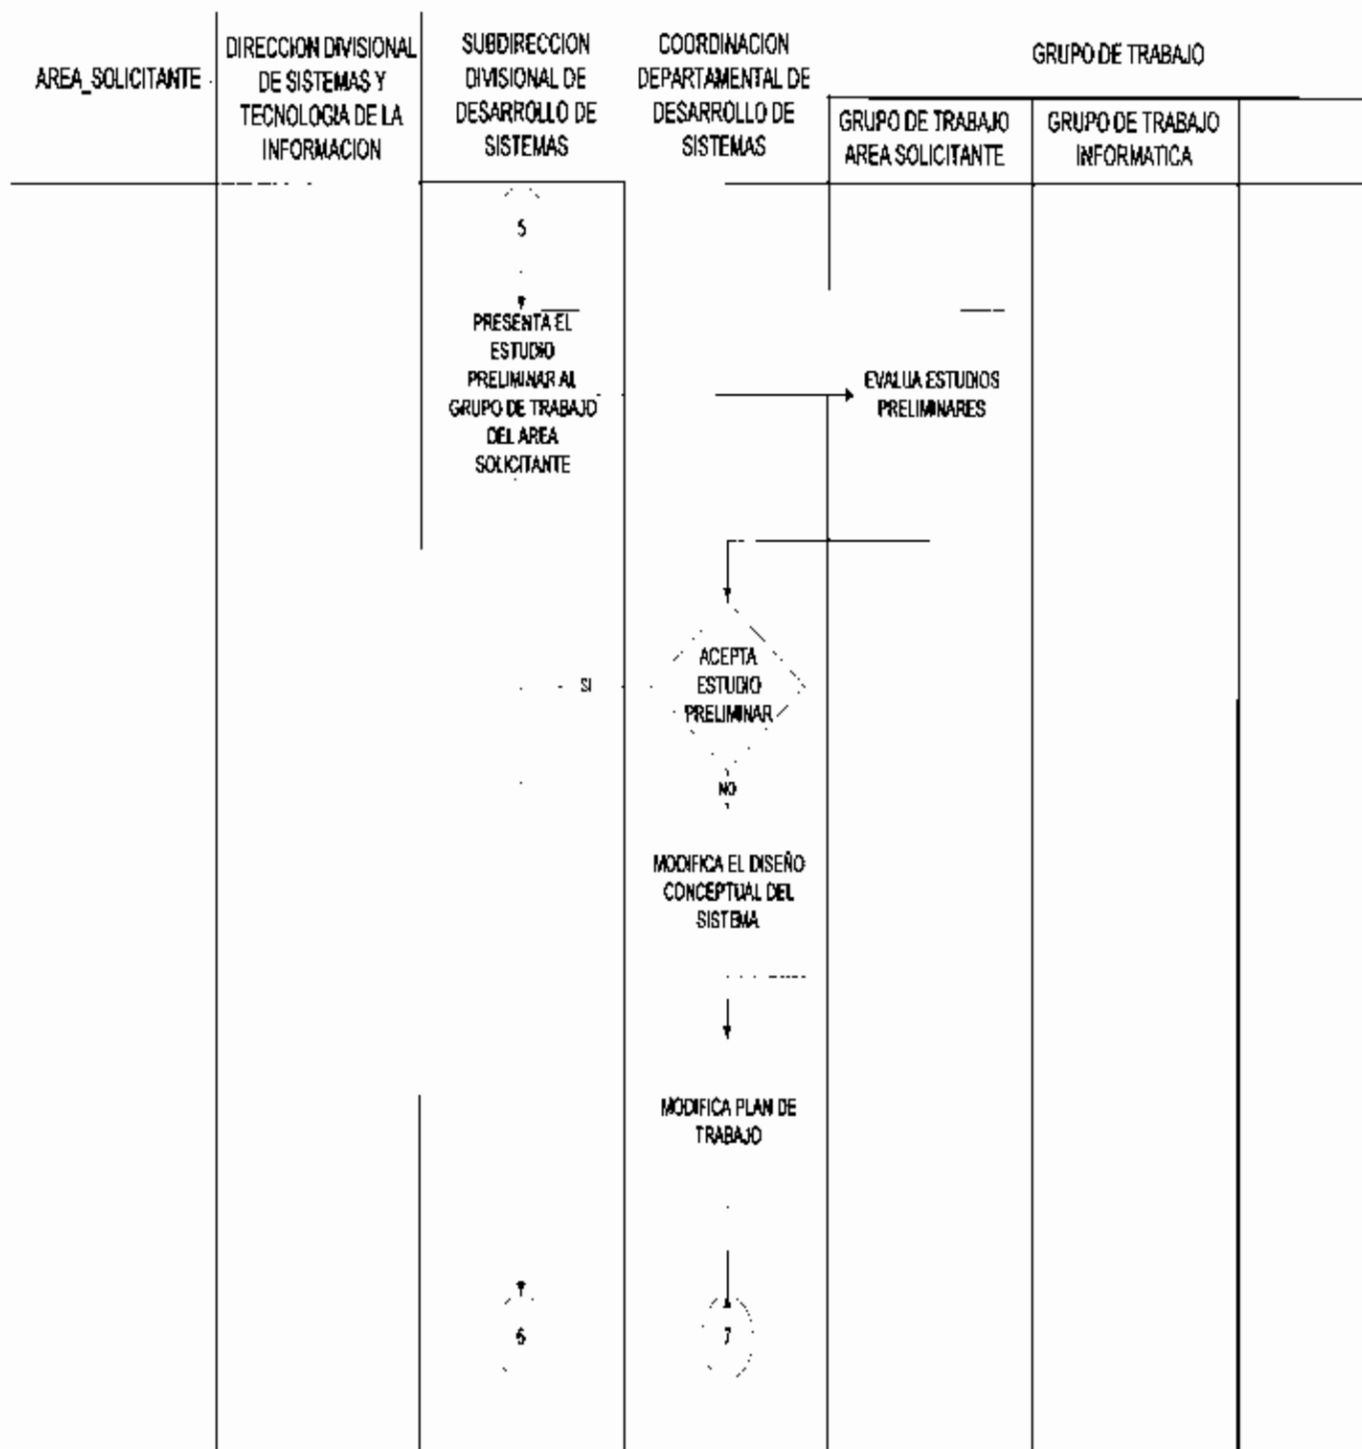 AREA_SOLICITANTE
DIRECCION DIVISIONAL
DE SISTEMAS Y
TECNOLOGIA DE LA
INFORMACION
SUBDIRECCION
DIVISIONAL DE
DESARROLLO DE
SISTEMAS
COORDINACION
DEPARTAMENTAL DE
DESARROLLO DE
SISTEMAS
GRUPO DE TRABAJO
GRUPO DE TRABAJO
AREA SOLICITANTE
GRUPO DE TRABAJO
INFORMATICA
5
PRESENTA EL
ESTUDIO
PRELIMINAR AL
GRUPO DE TRABAJO
DEL AREA
SOLICITANTE
EVALUA ESTUDIOS
PRELIMINARES
ACEPTA
ESTUDIO
PRELIMINAR
SI
NO
MODIFICA EL DISEÑO
CONCEPTUAL DEL
SISTEMA
MODIFICA PLAN DE
TRABAJO
6
7